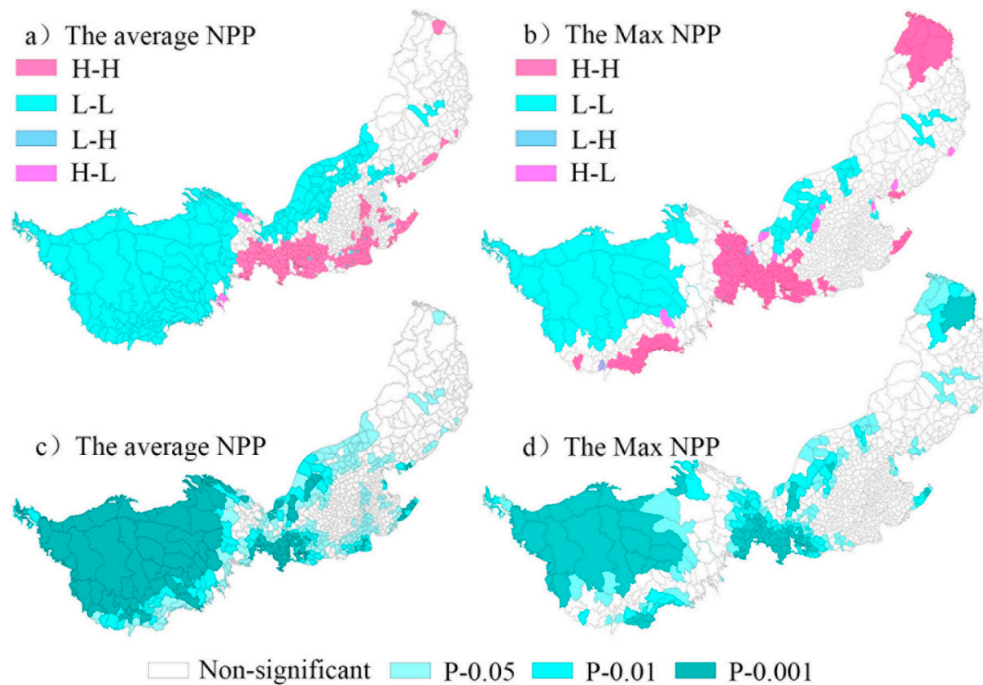 a）The average NPP
H-H
L-L
L-H
H-L
b）The Max NPP
H-H
L-L
L-H
H-L
c）The average NPP
d）The Max NPP
Non-significant P-0.05 P-0.01 P-0.001